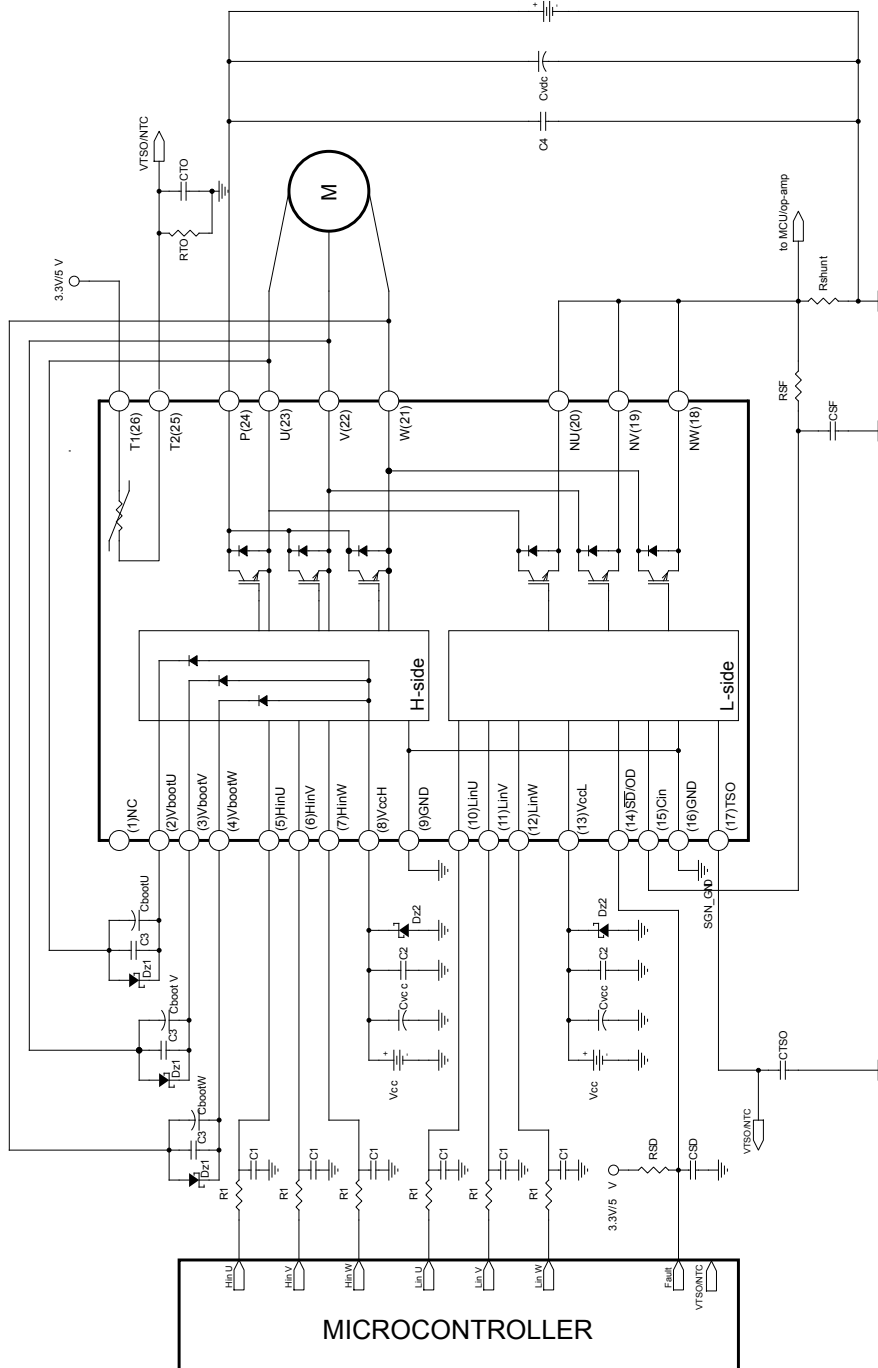 +
-
Cvdc
C4
VTSO/NTC
CTO
RTO
M
3.3V/5 V
to MCU/op-amp
Rshunt
RSF
CSF
T1(26)
T2(25)
P(24)
U(23)
V(22)
W(21)
NU(20)
NV(19)
NW(18)
H-side
L-side
(1)NC
(2)VbootU
(3)VbootV
(4)VbootW
(5)HinU
(6)HinV
(7)HinW
(8)VccH
(9)GND
(10)LinU
(11)LinV
(12)LinW
(13)VccL
(14)SD/OD
(15)Cin
(16)GND
(17)TSO
SGN_GND
CbootU
C3
Dz1
Cboot V
C3
Dz1
CbootW
C3
Dz1
Dz2
C2
Cvc c
+
-
Vcc
Dz2
C2
Cvcc
+
-
Vcc
CTSO
VTSO/NTC
R1
C1
R1
C1
R1
C1
R1
C1
R1
C1
R1
C1
3.3V/5 V
RSD
CSD
Hin U
Hin V
Hin W
Lin U
Lin V
Lin W
Fault
VTSO/NTC
MICROCONTROLLER